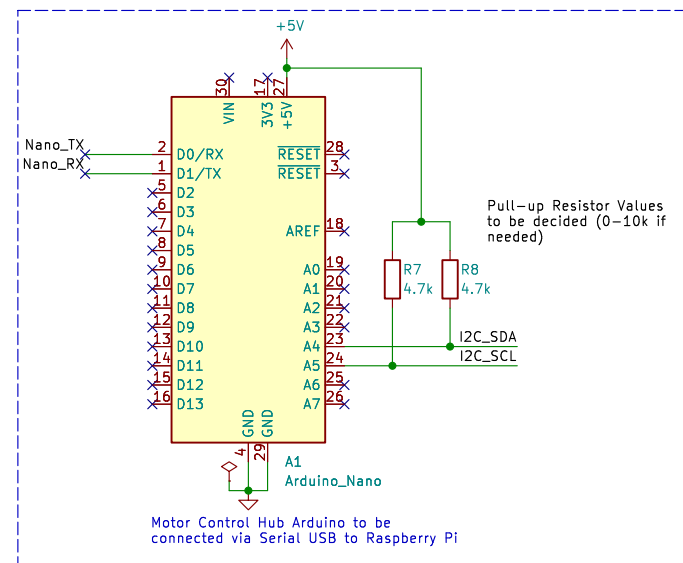 +5V
30
17
27
VIN
3V3
+5V
Nano_TX
2
D0/RX
RESET
28
Nano_RX
1
D1/TX
RESET
3
5
D2
6
D3
7
D4
AREF
18
8
D5
9
D6
A0
19
10
D7
A1
20
11
D8
A2
21
12
D9
A3
22
13
D10
A4
23
14
D11
A5
24
15
D12
A6
25
16
D13
A7
26
Pull-up Resistor Values
to be decided (0-10k if
needed)
R7
4.7k
R8
4.7k
I2C_SDA
I2C_SCL
GND
GND
4
29
A1
Arduino_Nano
Motor Control Hub Arduino to be
connected via Serial USB to Raspberry Pi